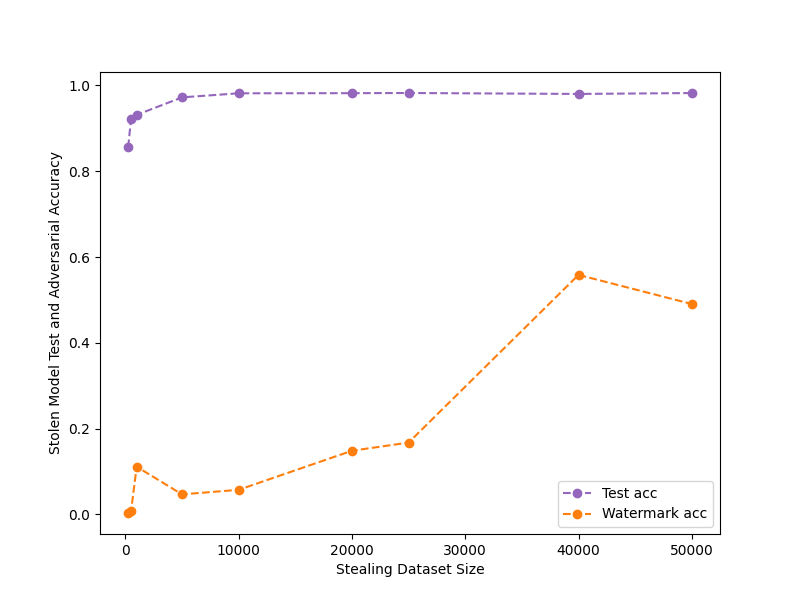 Stolen Model Test and Adversarial Accuracy
1.0
0.8
0.6
0.4
0.2
0.0
Test acc
Watermark acc
0 10000 20000 30000 40000 50000
Stealing Dataset Size